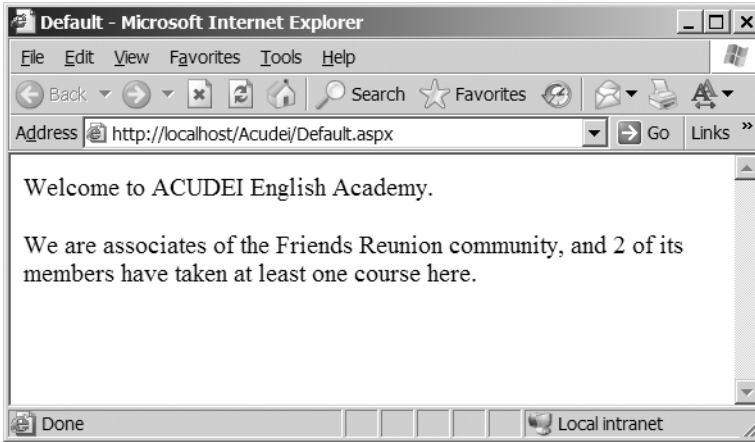 Default - Microsoft Internet Explorer
File Edit View Favorites Tools Help
Back Search Favorites
Address http://localhost/Acudei/Default.aspx Go Links »
Welcome to ACUDEI English Academy.
We are associates of the Friends Reunion community, and 2 of its
members have taken at least one course here.
Done Local intranet